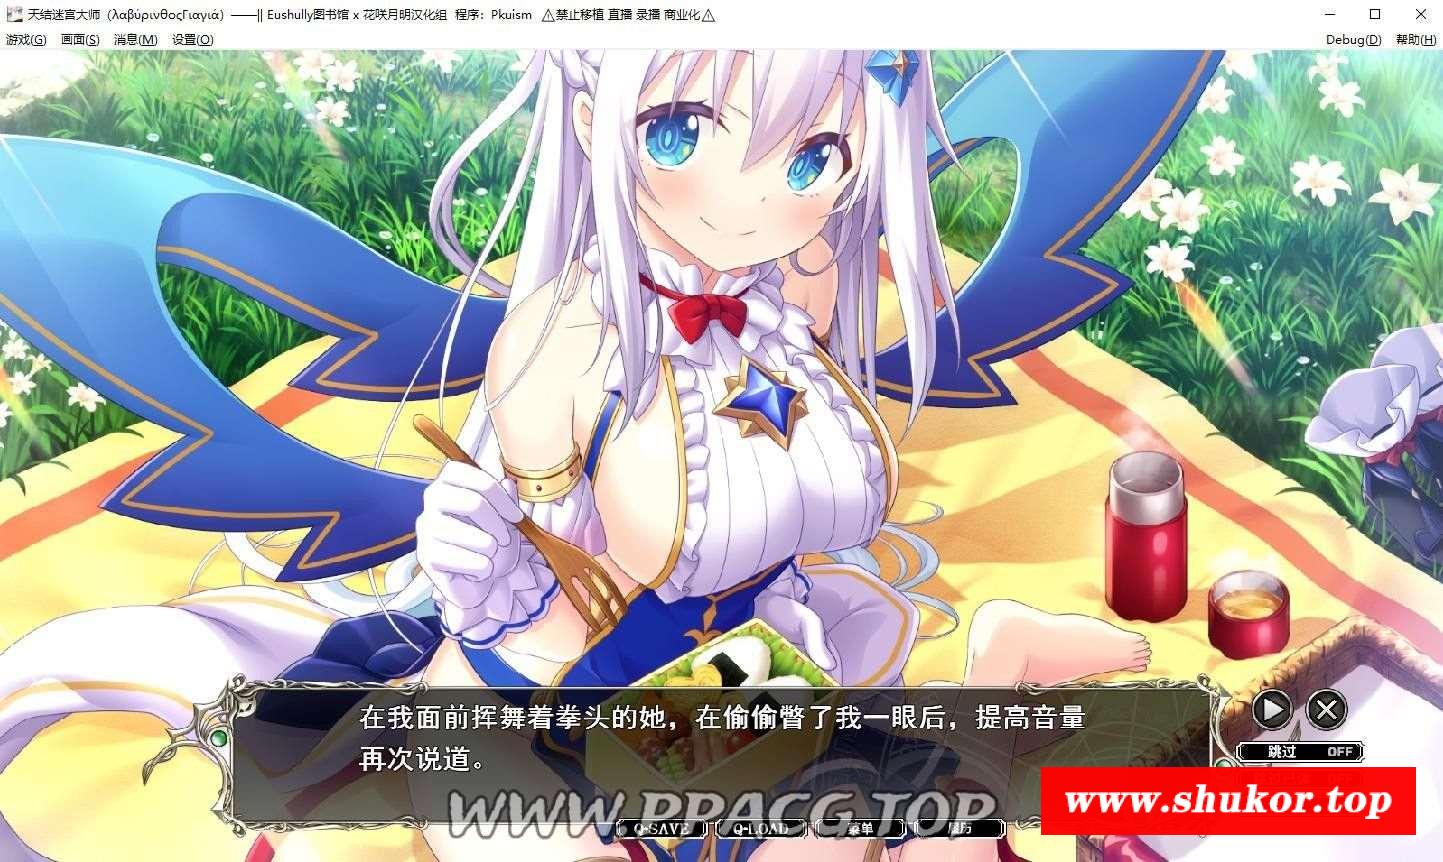 天结迷宫大师（λαβύρινθοςΓιαγιά）——|| Eushully图书馆 x 花咲月明汉化组 程序：Pkuism ⚠禁止移植 直播 录播 商业化⚠
游戏(G) 画面(S) 消息(M) 设置(O) Debug(D) 帮助(H)
在我面前挥舞着拳头的她，在偷偷瞥了我一眼后，提高音量
再次说道。
跳过 OFF
WWW.PPACG.TOP
www.shukor.top
Q-SAVE Q-LOAD 菜单 履历